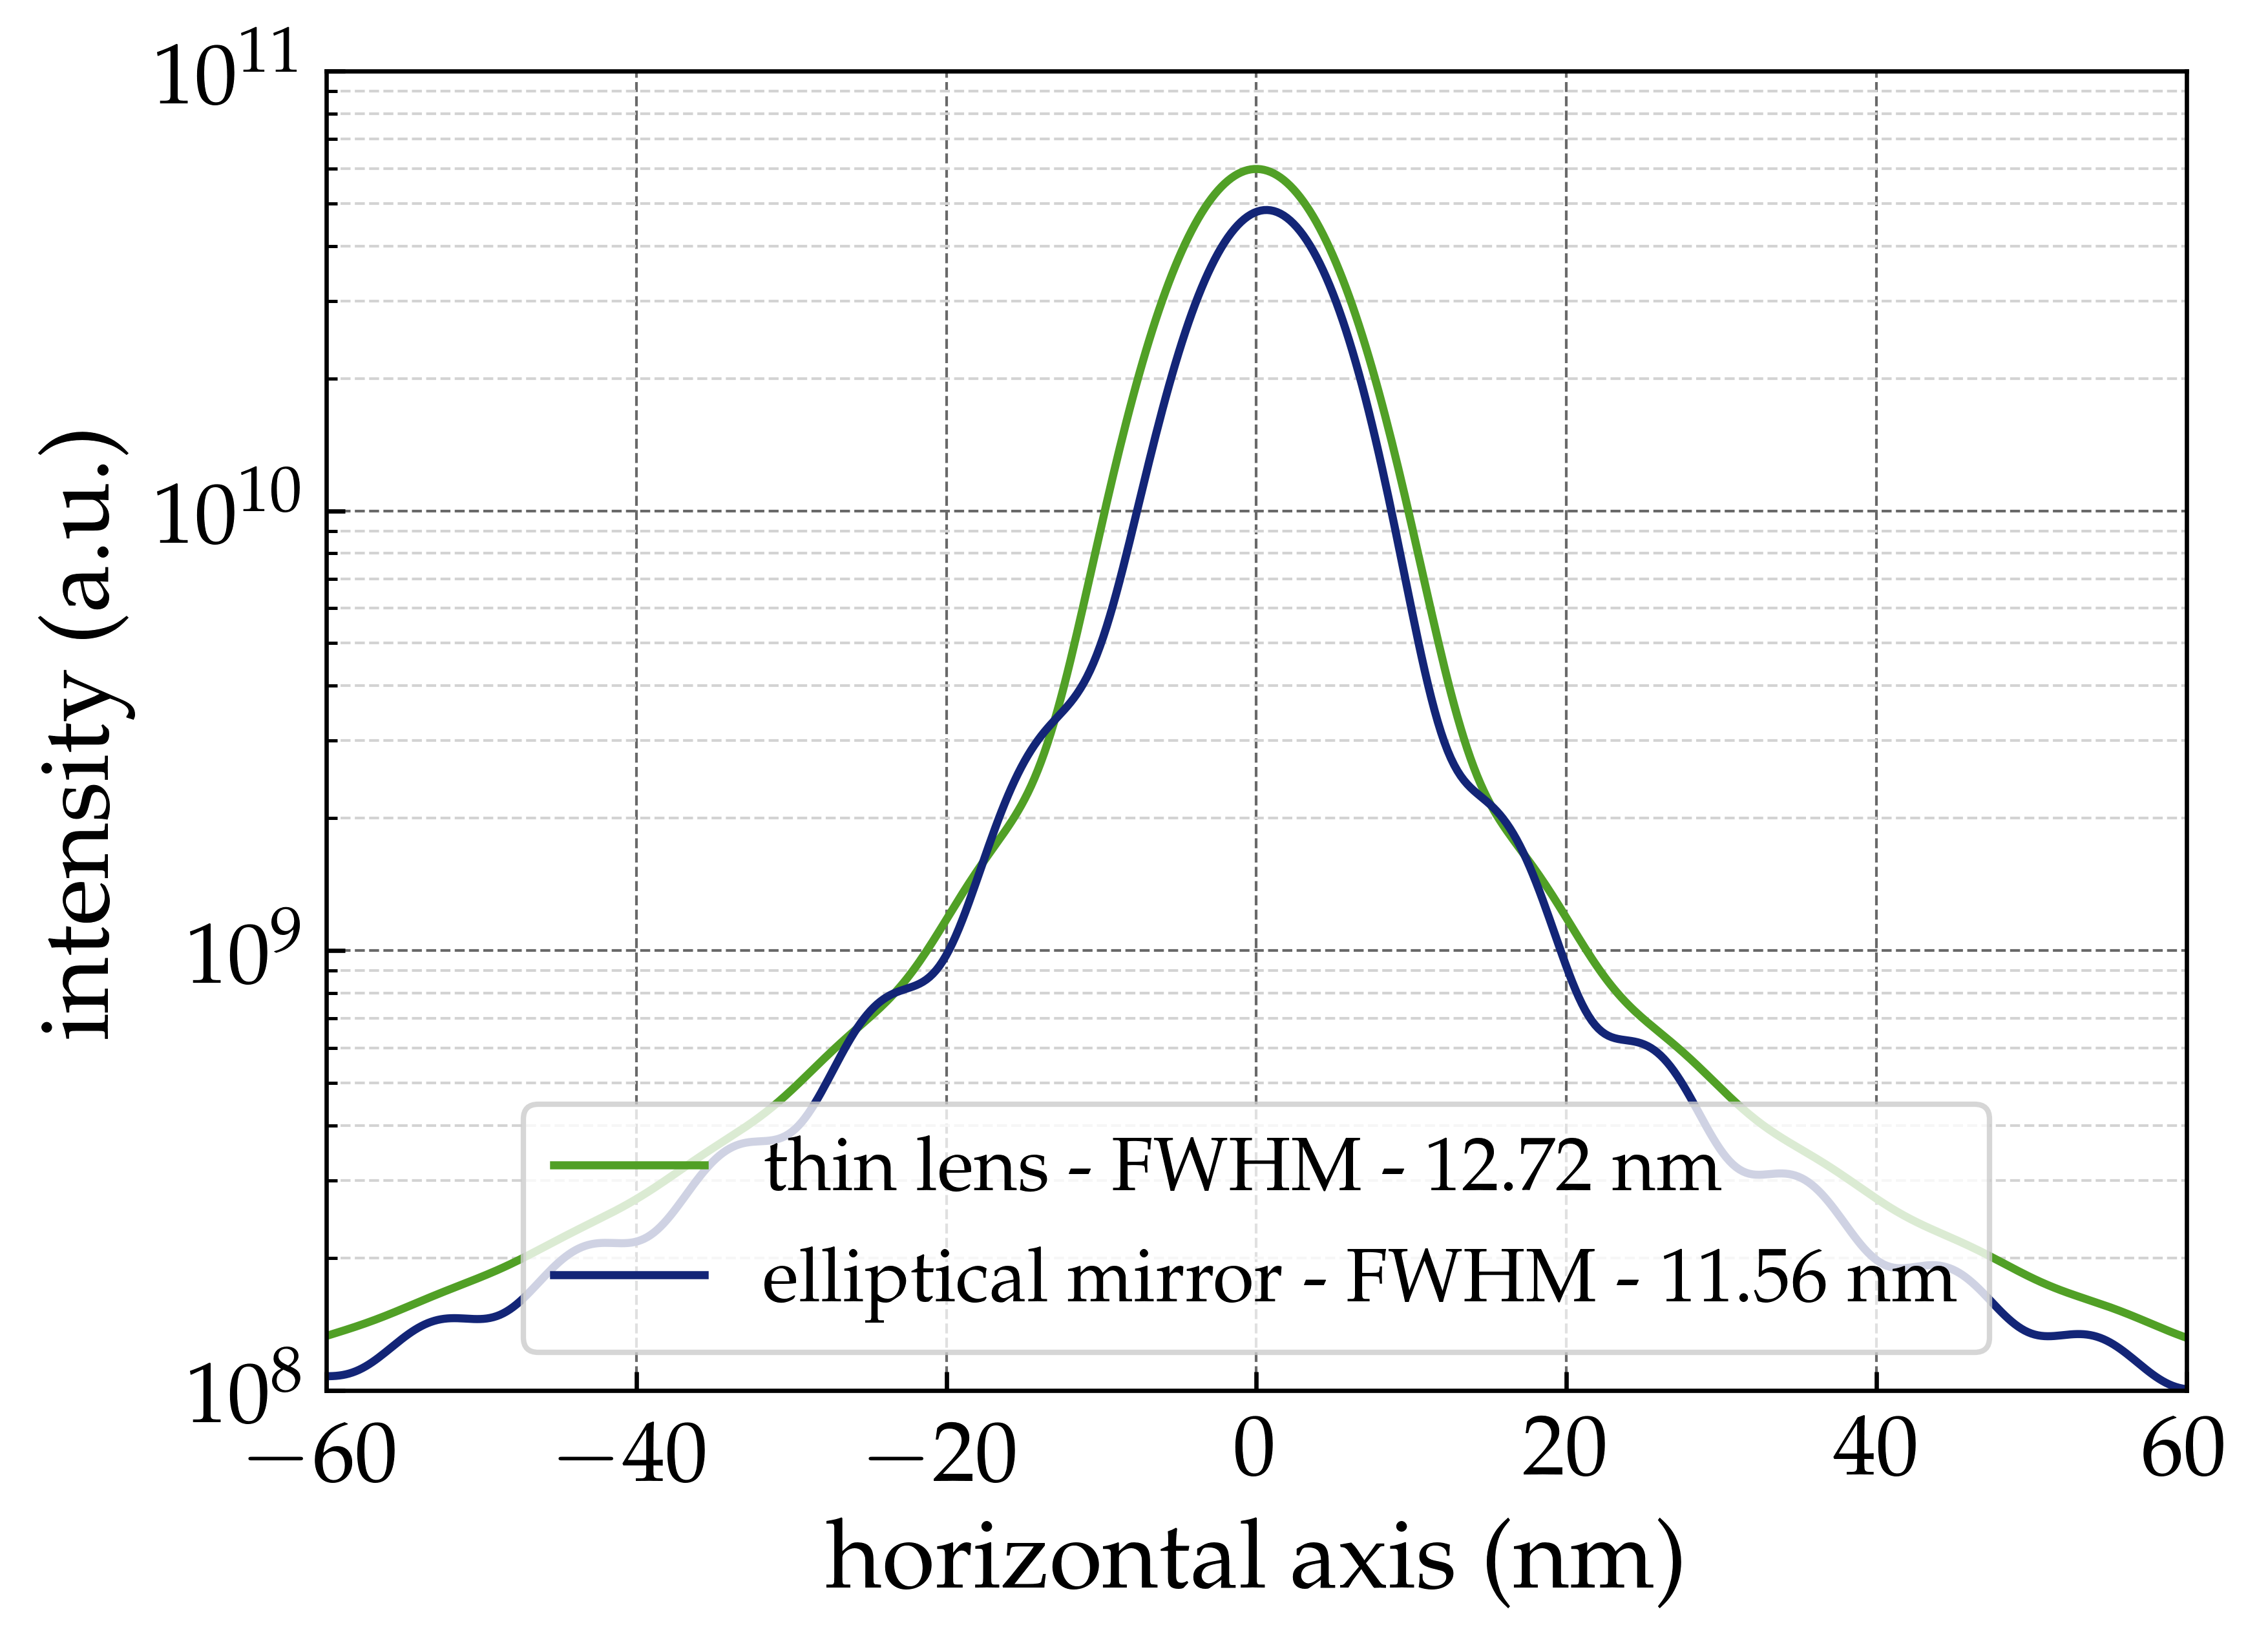 10^11
10^10
10^9
10^8
intensity (a.u.)
thin lens - FWHM - 12.72 nm
elliptical mirror - FWHM - 11.56 nm
−60 −40 −20 0 20 40 60
horizontal axis (nm)